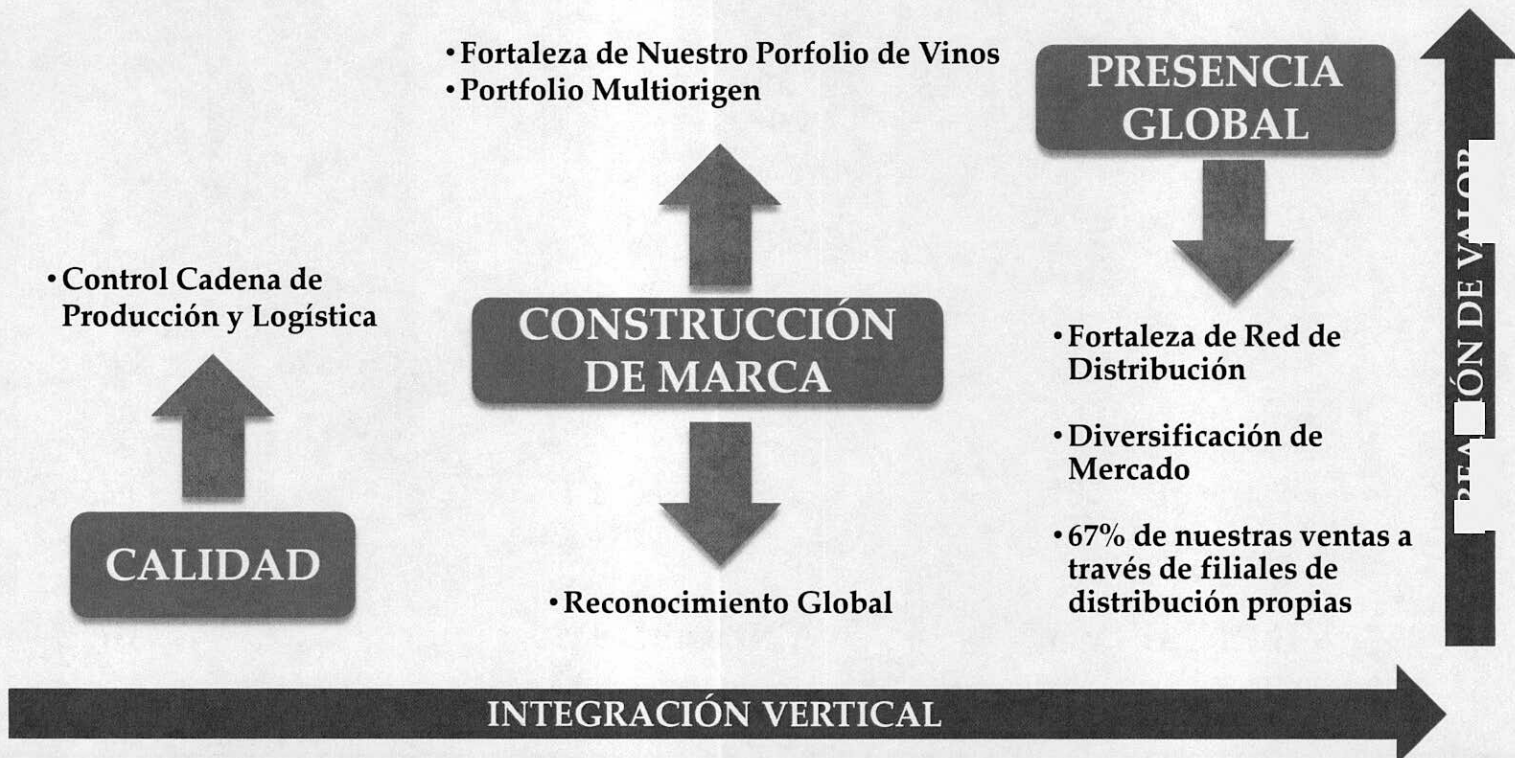 • Fortaleza de Nuestro Porfolio de Vinos
• Portfolio Multiorigen
PRESENCIA
GLOBAL
• Control Cadena de
Producción y Logística
CONSTRUCCIÓN
DE MARCA
• Fortaleza de Red de
Distribución
• Diversificación de
Mercado
• 67% de nuestras ventas a
través de filiales de
distribución propias
CALIDAD
• Reconocimiento Global
DE VALOR
INTEGRACIÓN VERTICAL